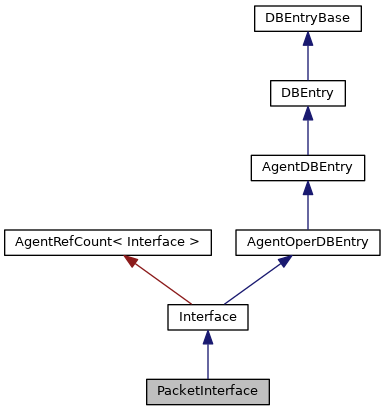 DBEntryBase
DBEntry
AgentDBEntry
AgentRefCount< Interface >
AgentOperDBEntry
Interface
PacketInterface